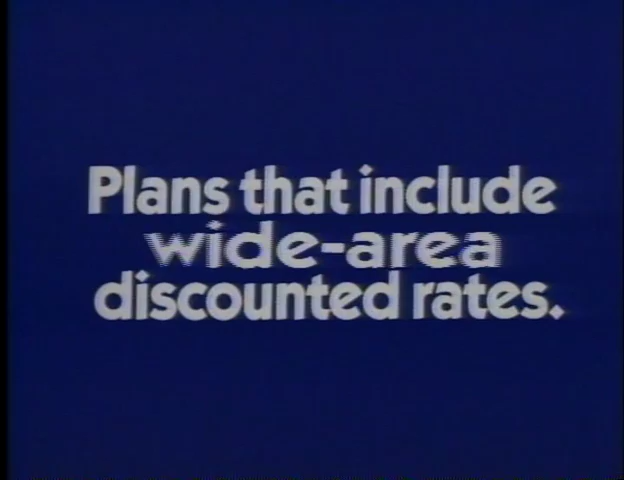 Plans that include
wide-area
discounted rates.